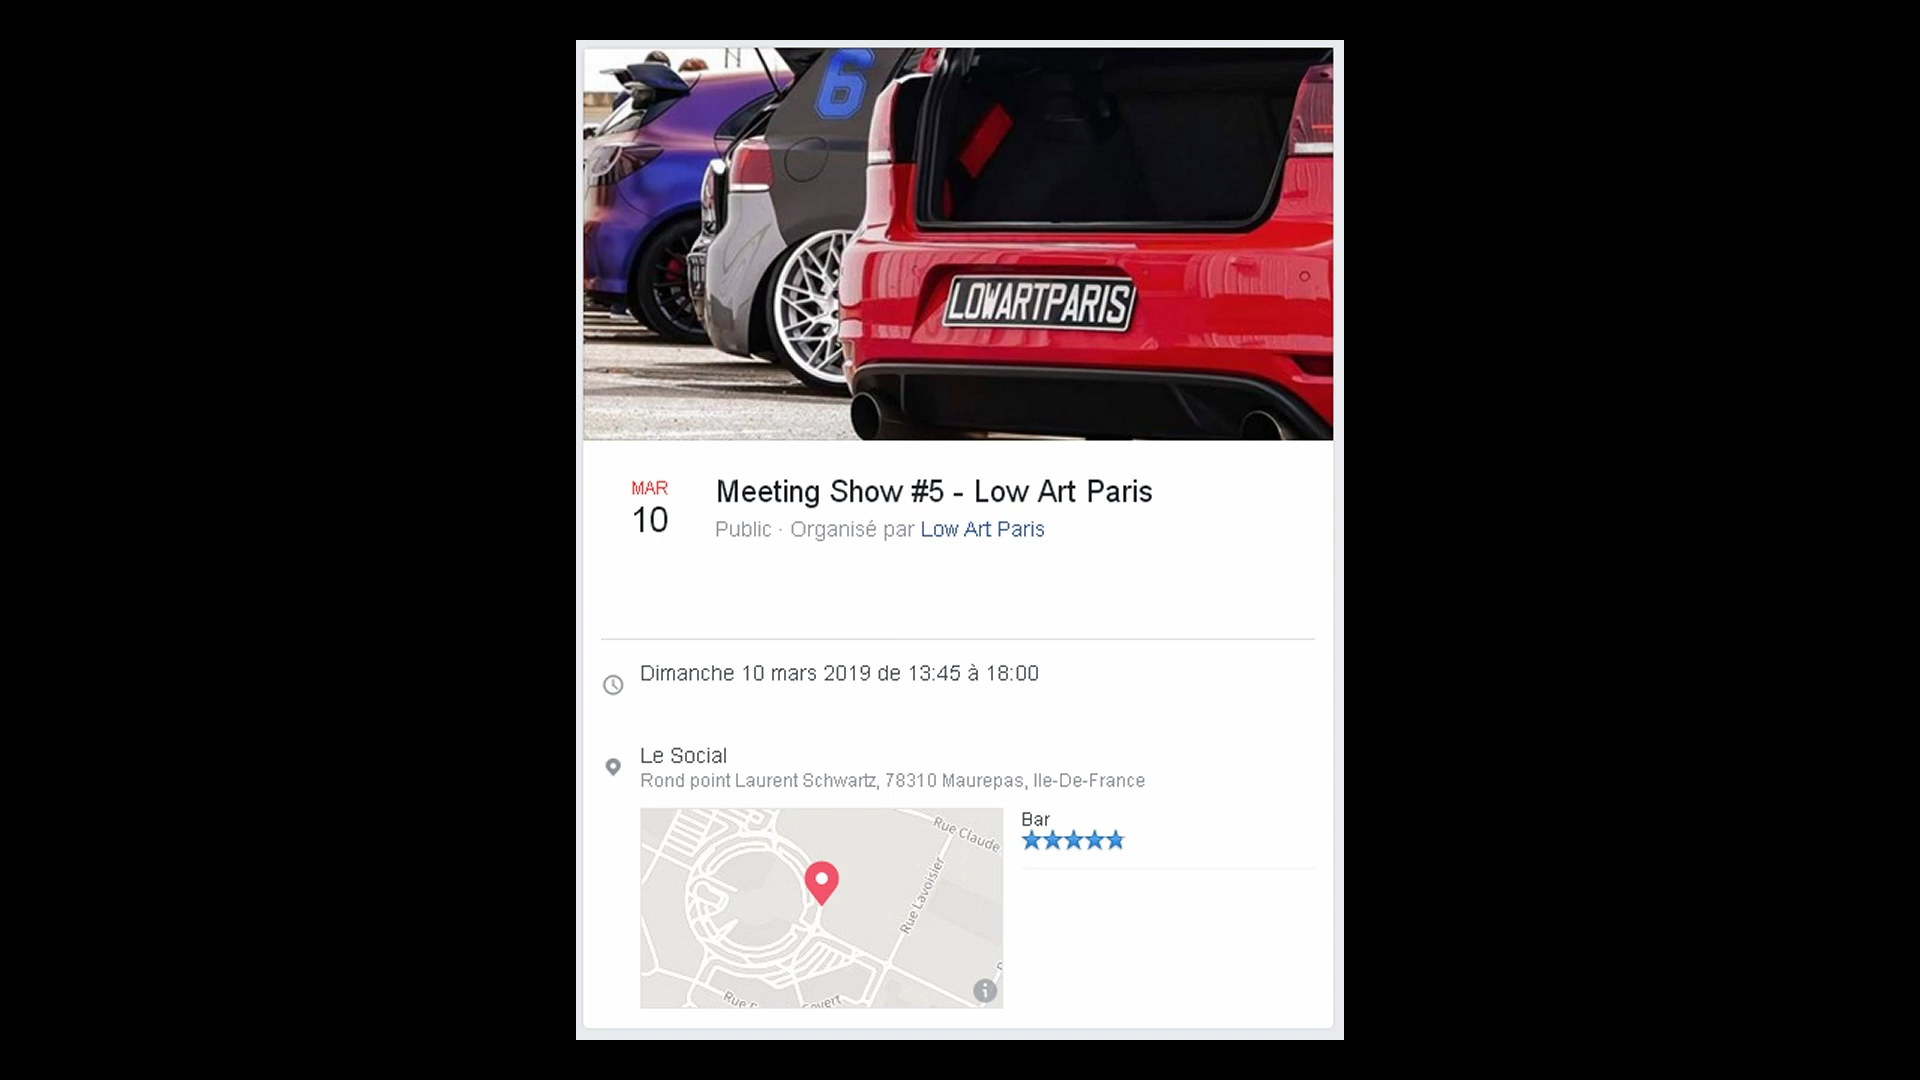 6
LOWARTPARIS
MAR
10
Meeting Show #5 - Low Art Paris
Public · Organisé par Low Art Paris
Dimanche 10 mars 2019 de 13:45 à 18:00
Le Social
Rond point Laurent Schwartz, 78310 Maurepas, Ile-De-France
Bar
Rue Claude
Rue Lavoisier
Rue